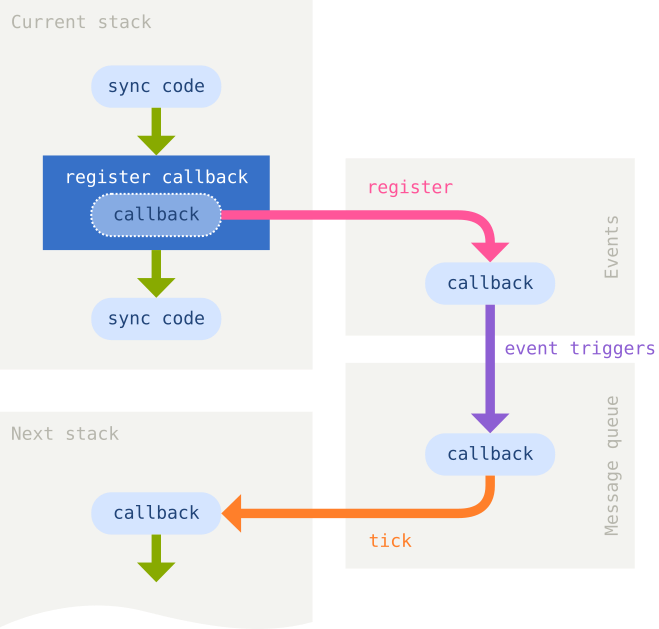 Current stack
sync code
register callback
callback
sync code
register
callback
Events
event triggers
callback
Message queue
tick
Next stack
callback